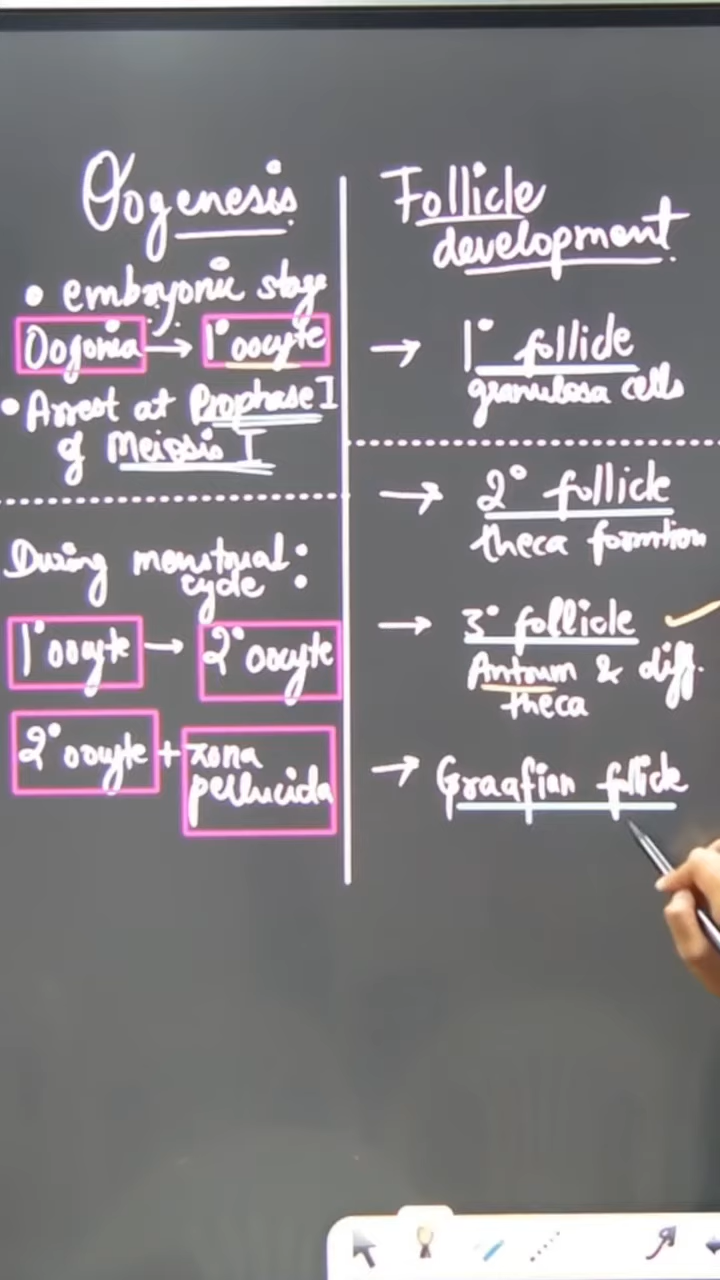 Oogenesis
• embryonic stage
Oogonia → 1° oocyte
• Arrest at Prophase I
of Meiosis I
During menstrual
cycle :
1° oocyte → 2° oocyte
2° oocyte + zona
pellucida
Follicle
development
→ 1° follicle
granulosa cells
→ 2° follicle
theca formtion
→ 3° follicle ✓
Antrum & diff.
theca
→ Graafian follicle